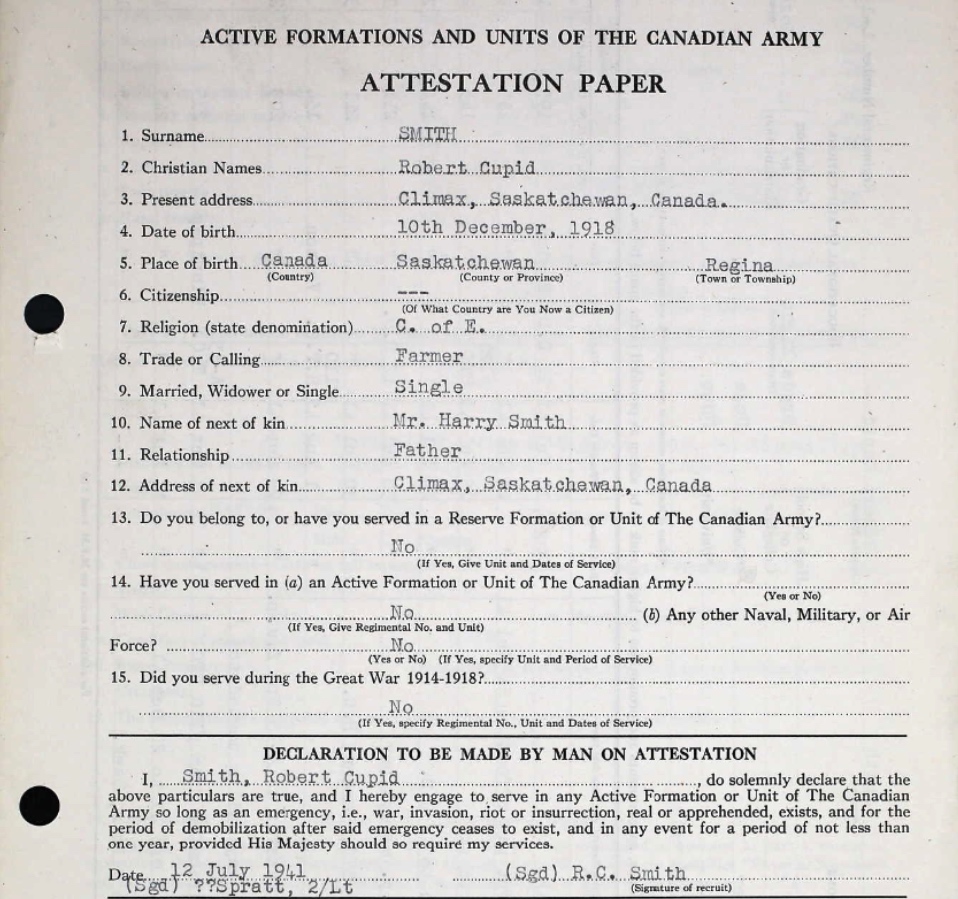 ACTIVE FORMATIONS AND UNITS OF THE CANADIAN ARMY
ATTESTATION PAPER
1. Surname SMITH
2. Christian Names Robert Cupid
3. Present address Climax, Saskatchewan, Canada.
4. Date of birth 10th December, 1918
5. Place of birth Canada Saskatchewan Regina
(Country) (County or Province) (Town or Township)
6. Citizenship ---
(Of What Country are You Now a Citizen)
7. Religion (state denomination) C. of E.
8. Trade or Calling Farmer
9. Married, Widower or Single Single
10. Name of next of kin Mr. Harry Smith
11. Relationship Father
12. Address of next of kin Climax, Saskatchewan, Canada
13. Do you belong to, or have you served in a Reserve Formation or Unit of The Canadian Army?
No
(If Yes, Give Unit and Dates of Service)
14. Have you served in (a) an Active Formation or Unit of The Canadian Army?
(Yes or No)
No (b) Any other Naval, Military, or Air
(If Yes, Give Regimental No. and Unit)
Force? No
(Yes or No) (If Yes, specify Unit and Period of Service)
15. Did you serve during the Great War 1914-1918?
No
(If Yes, specify Regimental No., Unit and Dates of Service)
DECLARATION TO BE MADE BY MAN ON ATTESTATION
I, Smith, Robert Cupid, do solemnly declare that the
above particulars are true, and I hereby engage to serve in any Active Formation or Unit of The Canadian
Army so long as an emergency, i.e., war, invasion, riot or insurrection, real or apprehended, exists, and for the
period of demobilization after said emergency ceases to exist, and in any event for a period of not less than
one year, provided His Majesty should so require my services.
Date 12 July 1941 (Sgd) R.C. Smith
(Sgd) ??Spratt, 2/Lt (Signature of recruit)